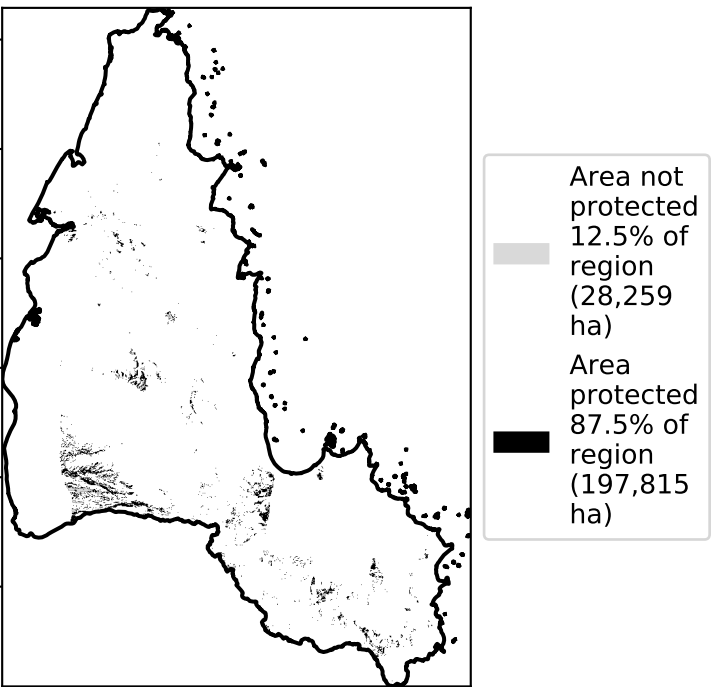 Area not
protected
12.5% of
region
(28,259
ha)
Area
protected
87.5% of
region
(197,815
ha)